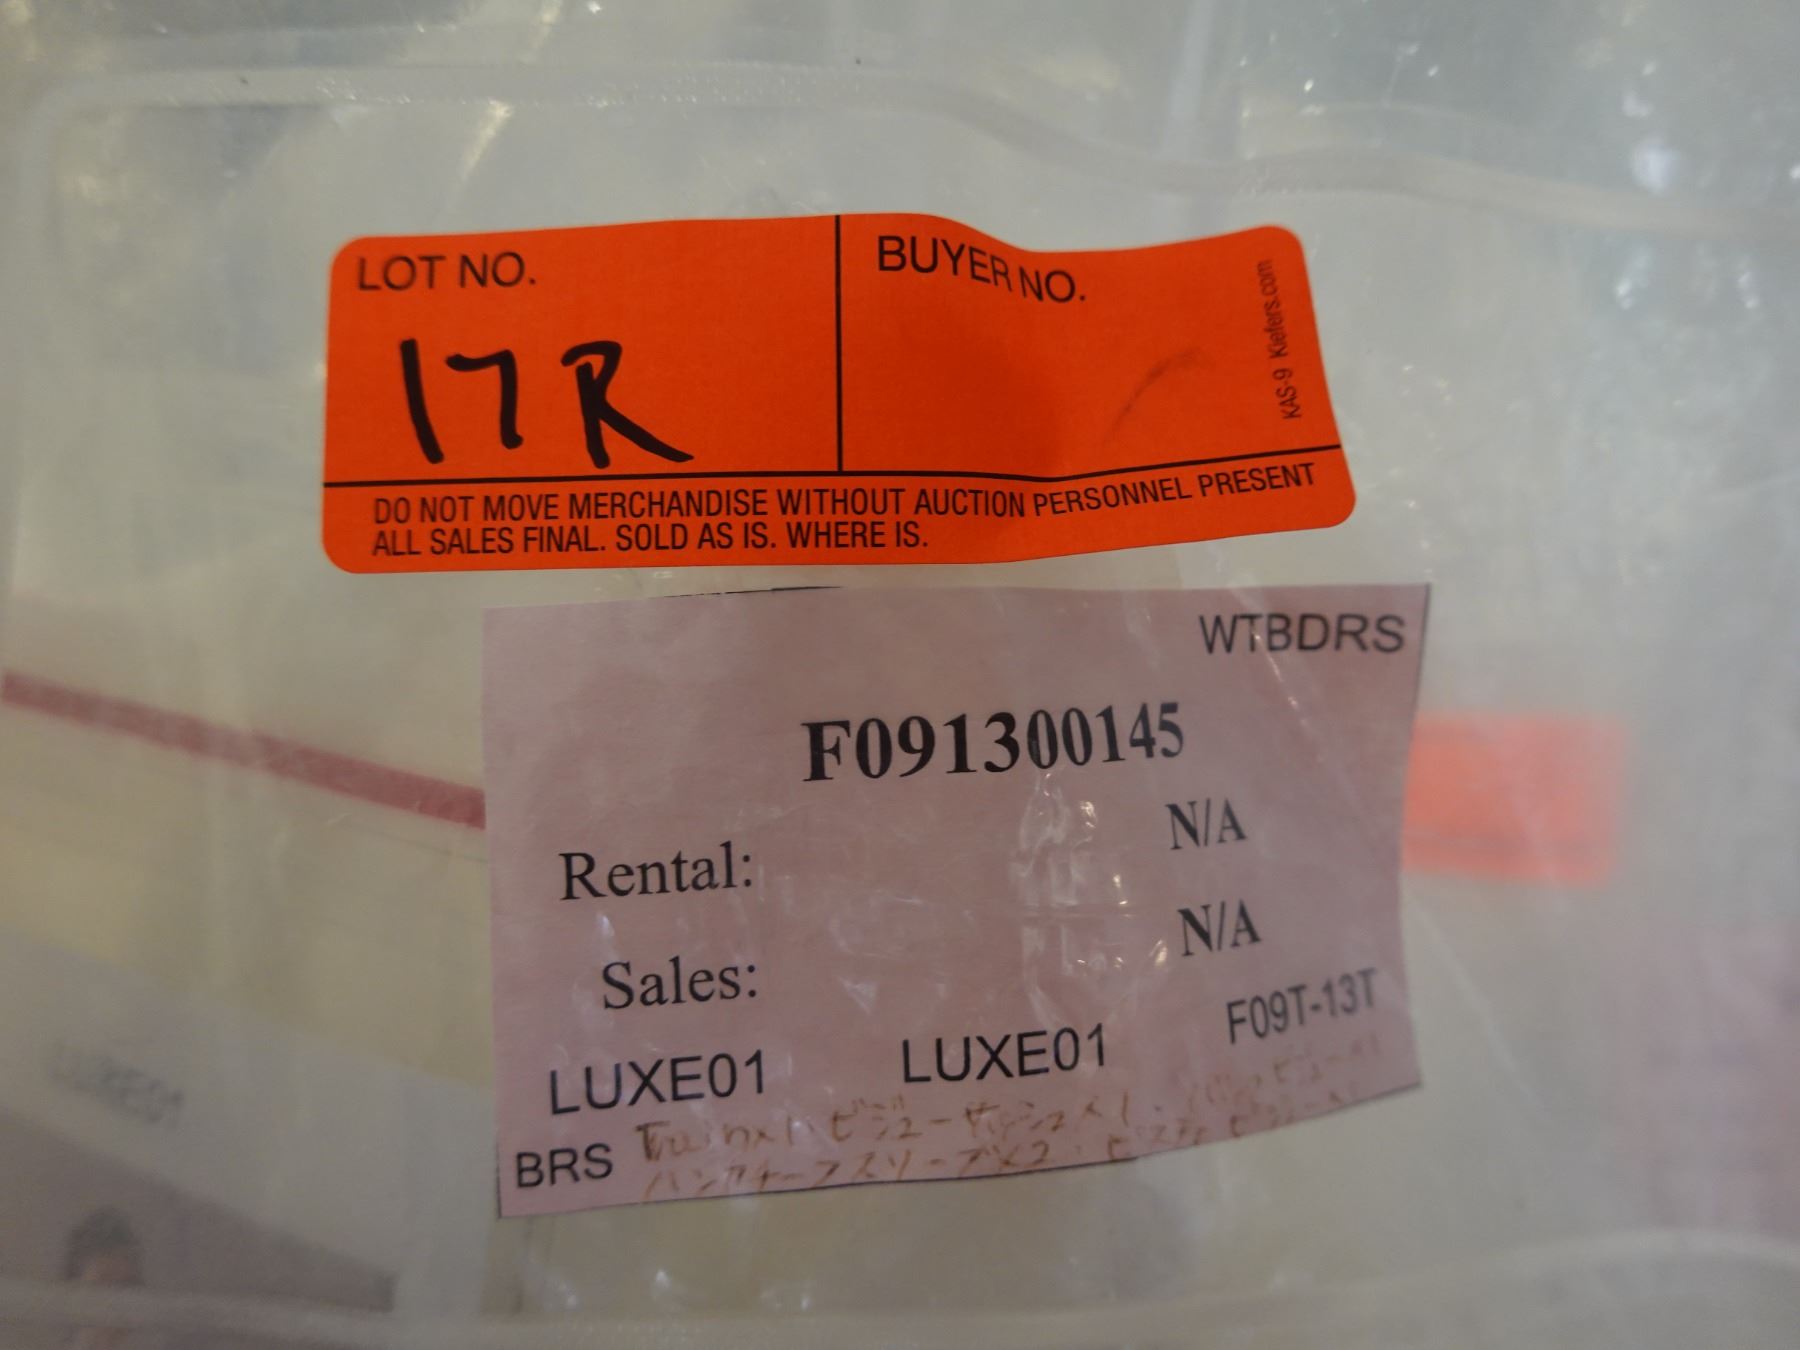 LOT NO.
BUYER NO.
17R
KAS-9 Kiefers.com
DO NOT MOVE MERCHANDISE WITHOUT AUCTION PERSONNEL PRESENT
ALL SALES FINAL. SOLD AS IS. WHERE IS.
WTBDRS
F091300145
Rental: N/A
Sales: N/A
LUXE01 LUXE01 F09T-13T
BRS
LUXE01